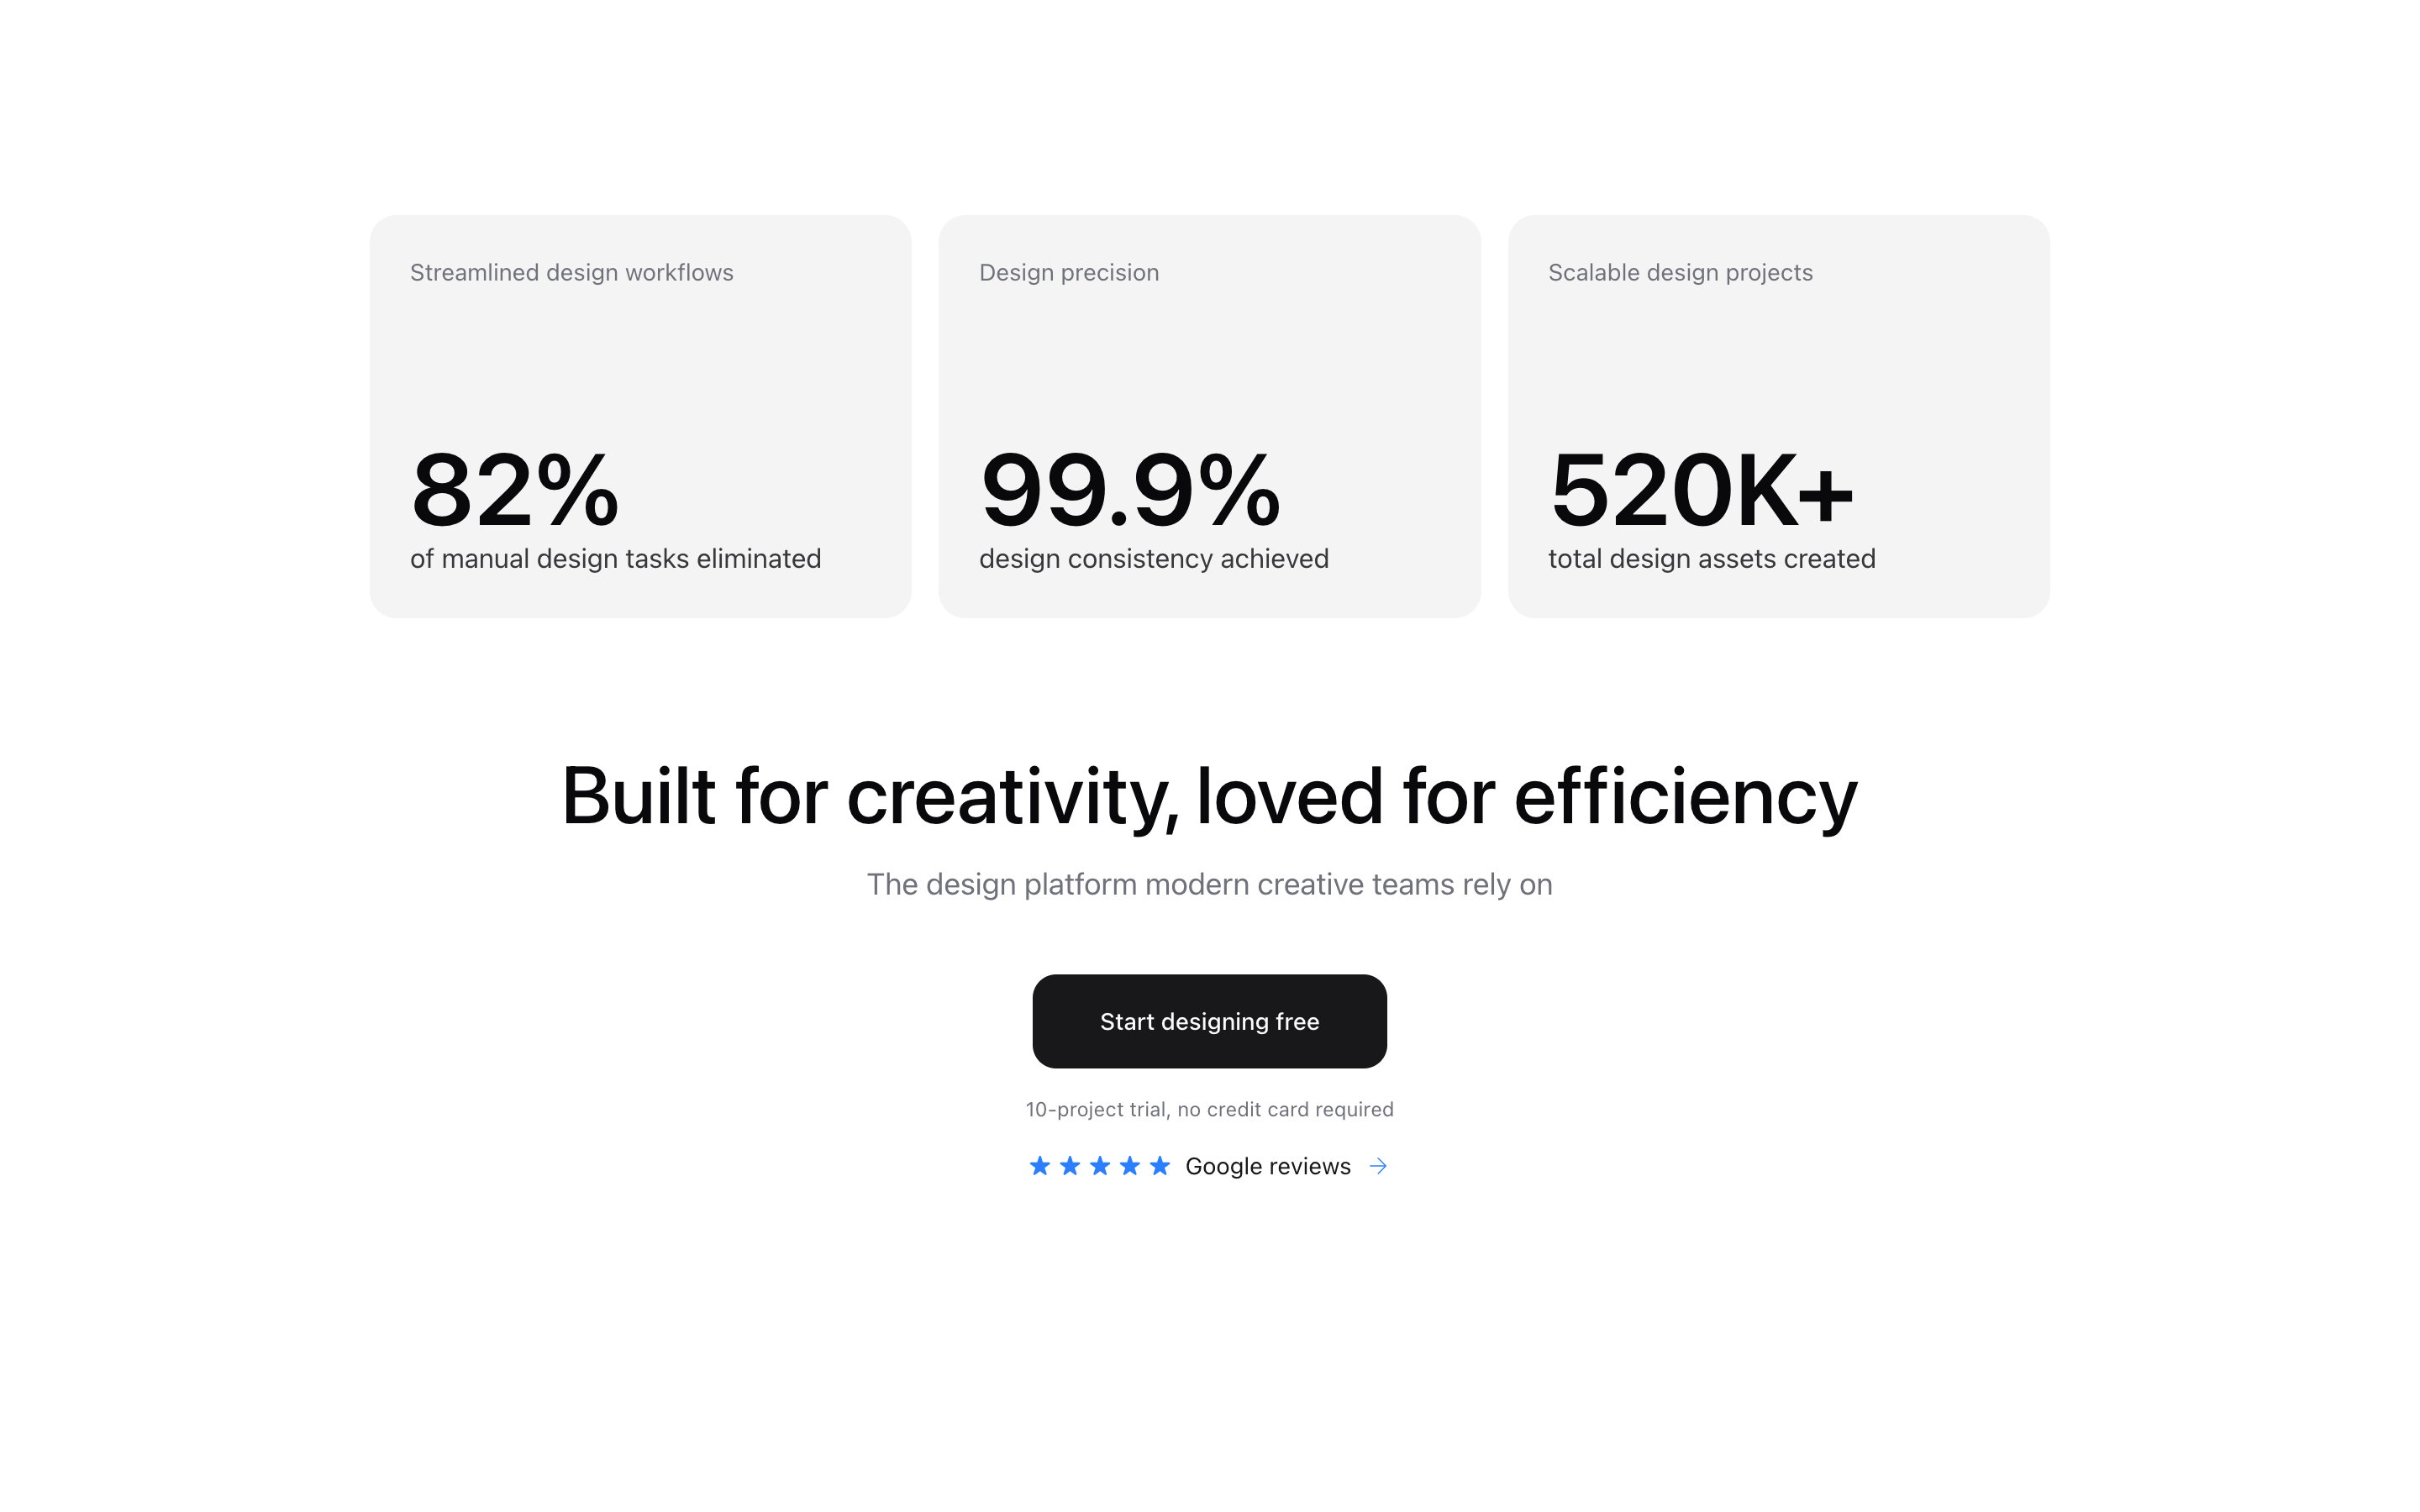 Streamlined design workflows
82%
of manual design tasks eliminated
Design precision
99.9%
design consistency achieved
Scalable design projects
520K+
total design assets created
Built for creativity, loved for efficiency
The design platform modern creative teams rely on
Start designing free
10-project trial, no credit card required
Google reviews